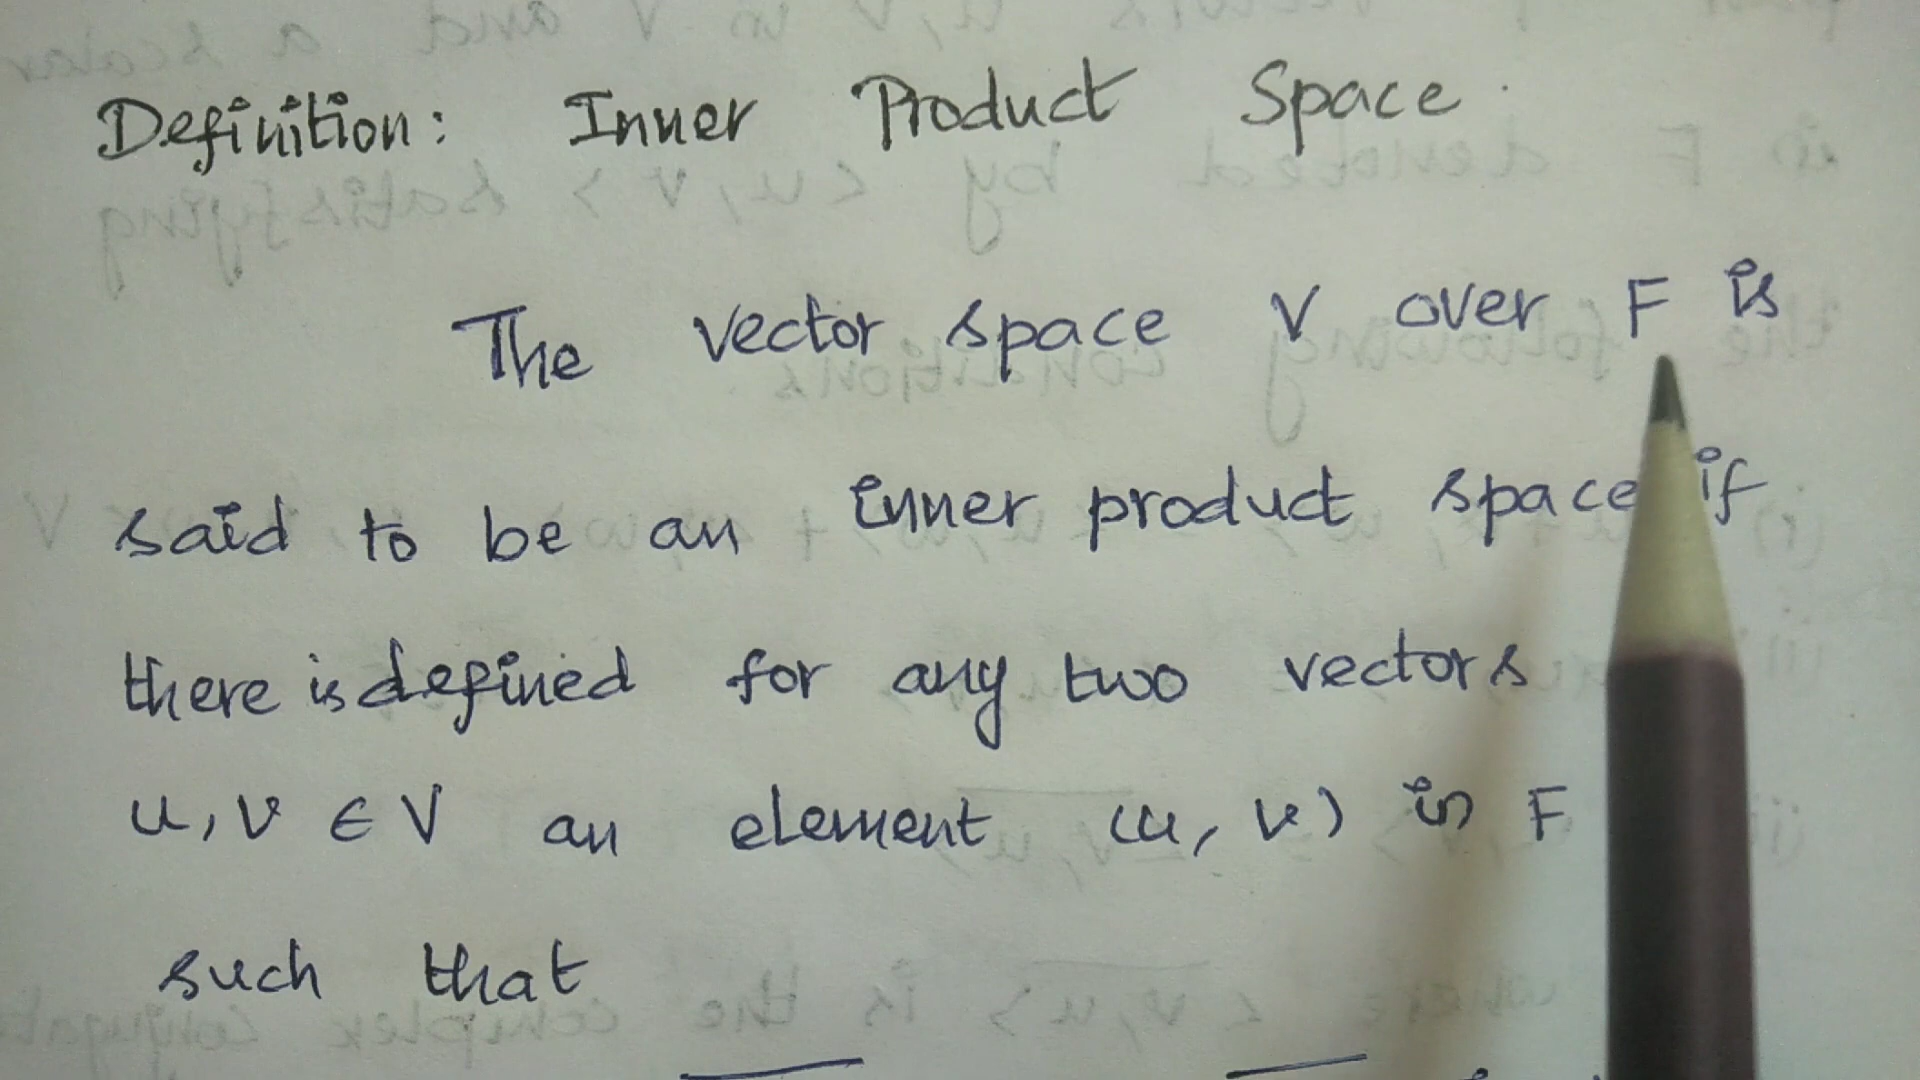 Definition: Inner Product Space.
The vector space V over F is
said to be an inner product space if
there is defined for any two vectors
u, v ∈ V an element (u, v) in F
such that